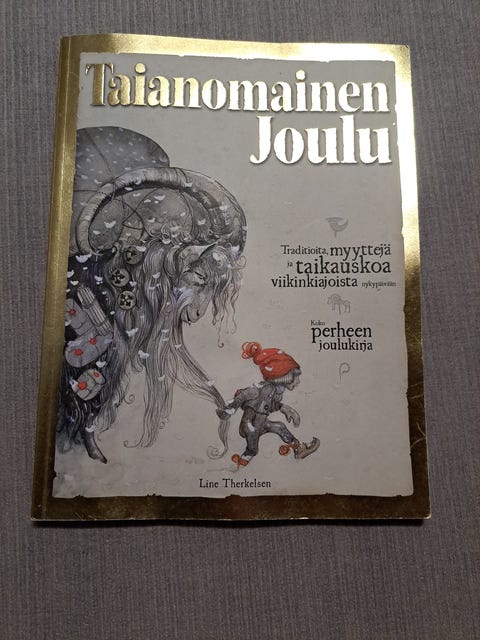 Taianomainen
Joulu
Traditioita, myyttejä
ja taikauskoa
viikinkiajoista nykypäivään
Koko
perheen
joulukirja
Line Therkelsen